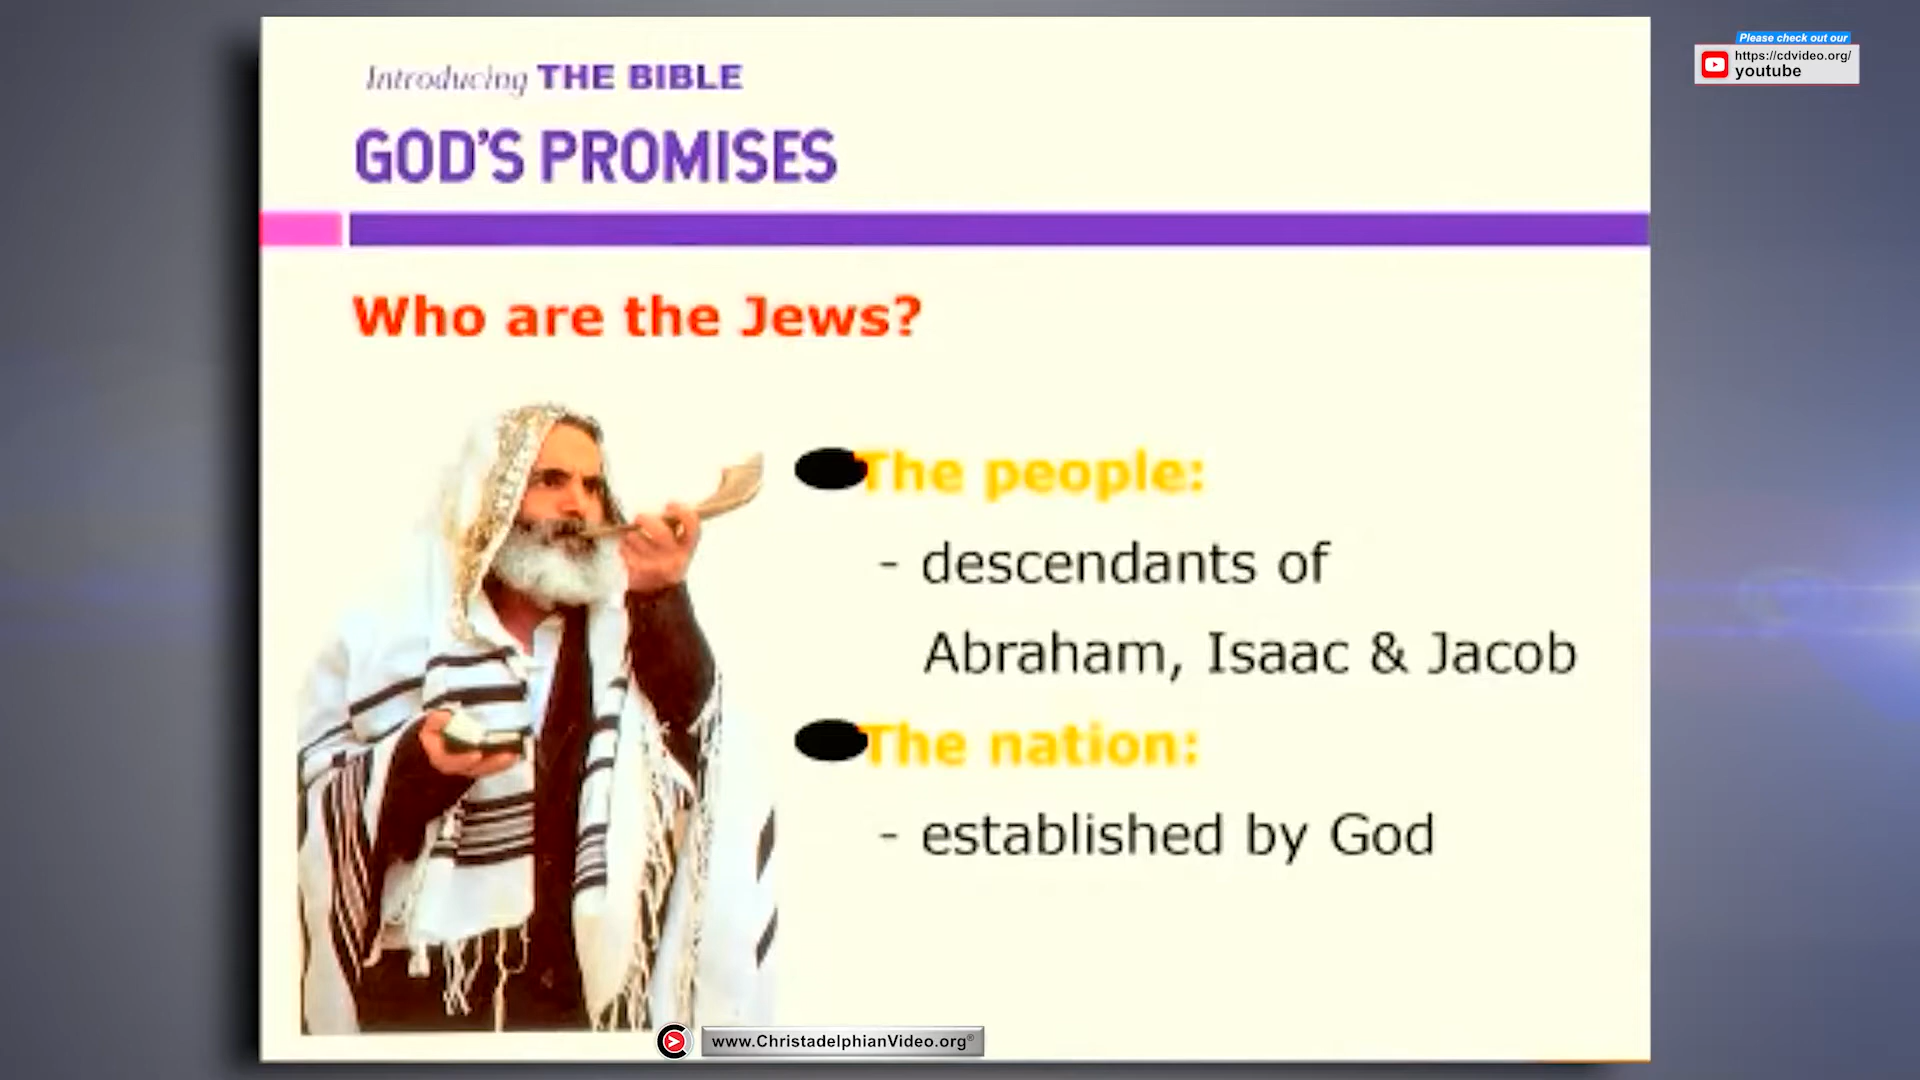 Introducing THE BIBLE
GOD'S PROMISES
Please check out our
https://cdvideo.org/
youtube
Who are the Jews?
The people:
- descendants of
Abraham, Isaac & Jacob
The nation:
- established by God
www.ChristadelphianVideo.org®